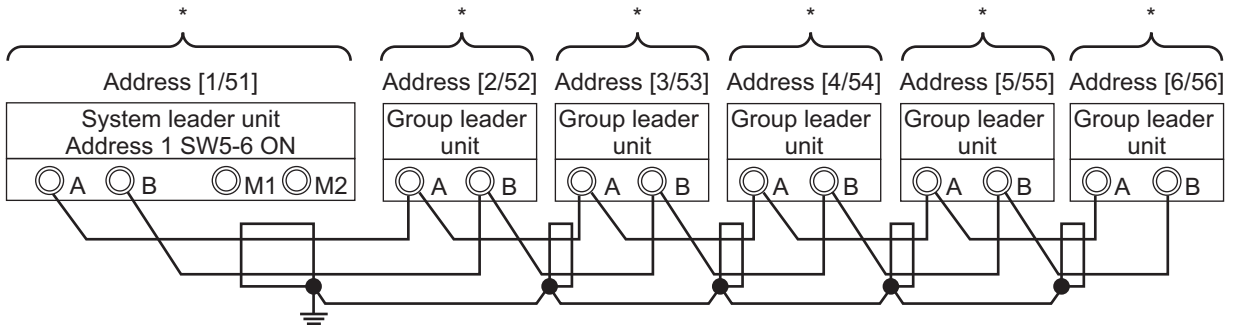 * * * * * *
Address [1/51] Address [2/52] Address [3/53] Address [4/54] Address [5/55] Address [6/56]
System leader unit Group leader Group leader Group leader Group leader Group leader
Address 1 SW5-6 ON unit unit unit unit unit
A B M1 M2 A B A B A B A B A B